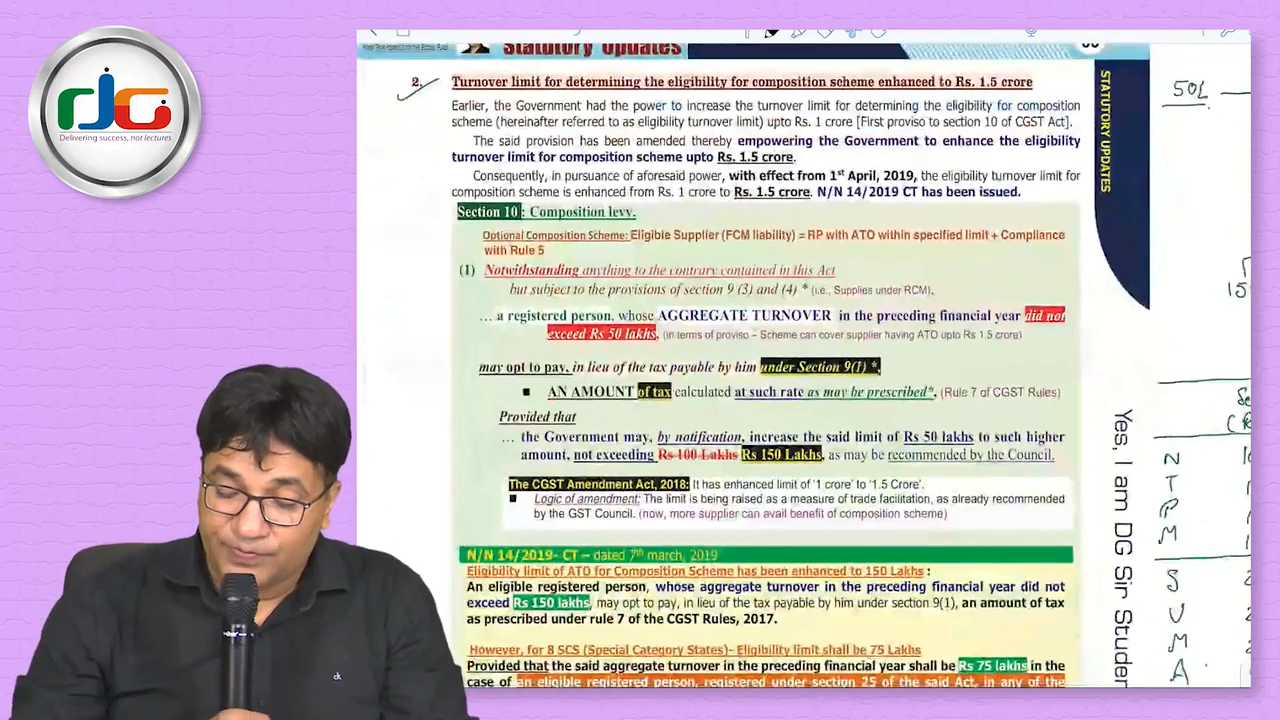 Delivering success, not lectures
Statutory Updates
2. Turnover limit for determining the eligibility for composition scheme enhanced to Rs. 1.5 crore
Earlier, the Government had the power to increase the turnover limit for determining the eligibility for composition
scheme (hereinafter referred to as eligibility turnover limit) upto Rs. 1 crore [First proviso to section 10 of CGST Act].
The said provision has been amended thereby empowering the Government to enhance the eligibility
turnover limit for composition scheme upto Rs. 1.5 crore.
Consequently, in pursuance of aforesaid power, with effect from 1st April, 2019, the eligibility turnover limit for
composition scheme is enhanced from Rs. 1 crore to Rs. 1.5 crore. N/N 14/2019 CT has been issued.
Section 10 : Composition levy.
Optional Composition Scheme: Eligible Supplier (FCM liability) = RP with ATO within specified limit + Compliance
with Rule 5
(1) Notwithstanding anything to the contrary contained in this Act
but subject to the provisions of section 9 (3) and (4) * (i.e., Supplies under RCM),
… a registered person, whose AGGREGATE TURNOVER in the preceding financial year did not
exceed Rs 50 lakhs, (in terms of proviso – Scheme can cover supplier having ATO upto Rs 1.5 crore)
may opt to pay, in lieu of the tax payable by him under Section 9(1) *,
■ AN AMOUNT of tax calculated at such rate as may be prescribed*, (Rule 7 of CGST Rules)
Provided that
… the Government may, by notification, increase the said limit of Rs 50 lakhs to such higher
amount, not exceeding Rs 100 Lakhs Rs 150 Lakhs, as may be recommended by the Council.
The CGST Amendment Act, 2018: It has enhanced limit of '1 crore' to '1.5 Crore'.
■ Logic of amendment: The limit is being raised as a measure of trade facilitation, as already recommended
by the GST Council. (now, more supplier can avail benefit of composition scheme)
N/N 14/2019- CT – dated 7th march, 2019
Eligibility limit of ATO for Composition Scheme has been enhanced to 150 Lakhs :
An eligible registered person, whose aggregate turnover in the preceding financial year did not
exceed Rs 150 lakhs, may opt to pay, in lieu of the tax payable by him under section 9(1), an amount of tax
as prescribed under rule 7 of the CGST Rules, 2017.
However, for 8 SCS (Special Category States)- Eligibility limit shall be 75 Lakhs
Provided that the said aggregate turnover in the preceding financial year shall be Rs 75 lakhs in the
case of an eligible registered person, registered under section 25 of the said Act, in any of the
STATUTORY UPDATES
Yes, I am DG Sir Studer
50L
15
N
T
M
S
U
M
A
ck